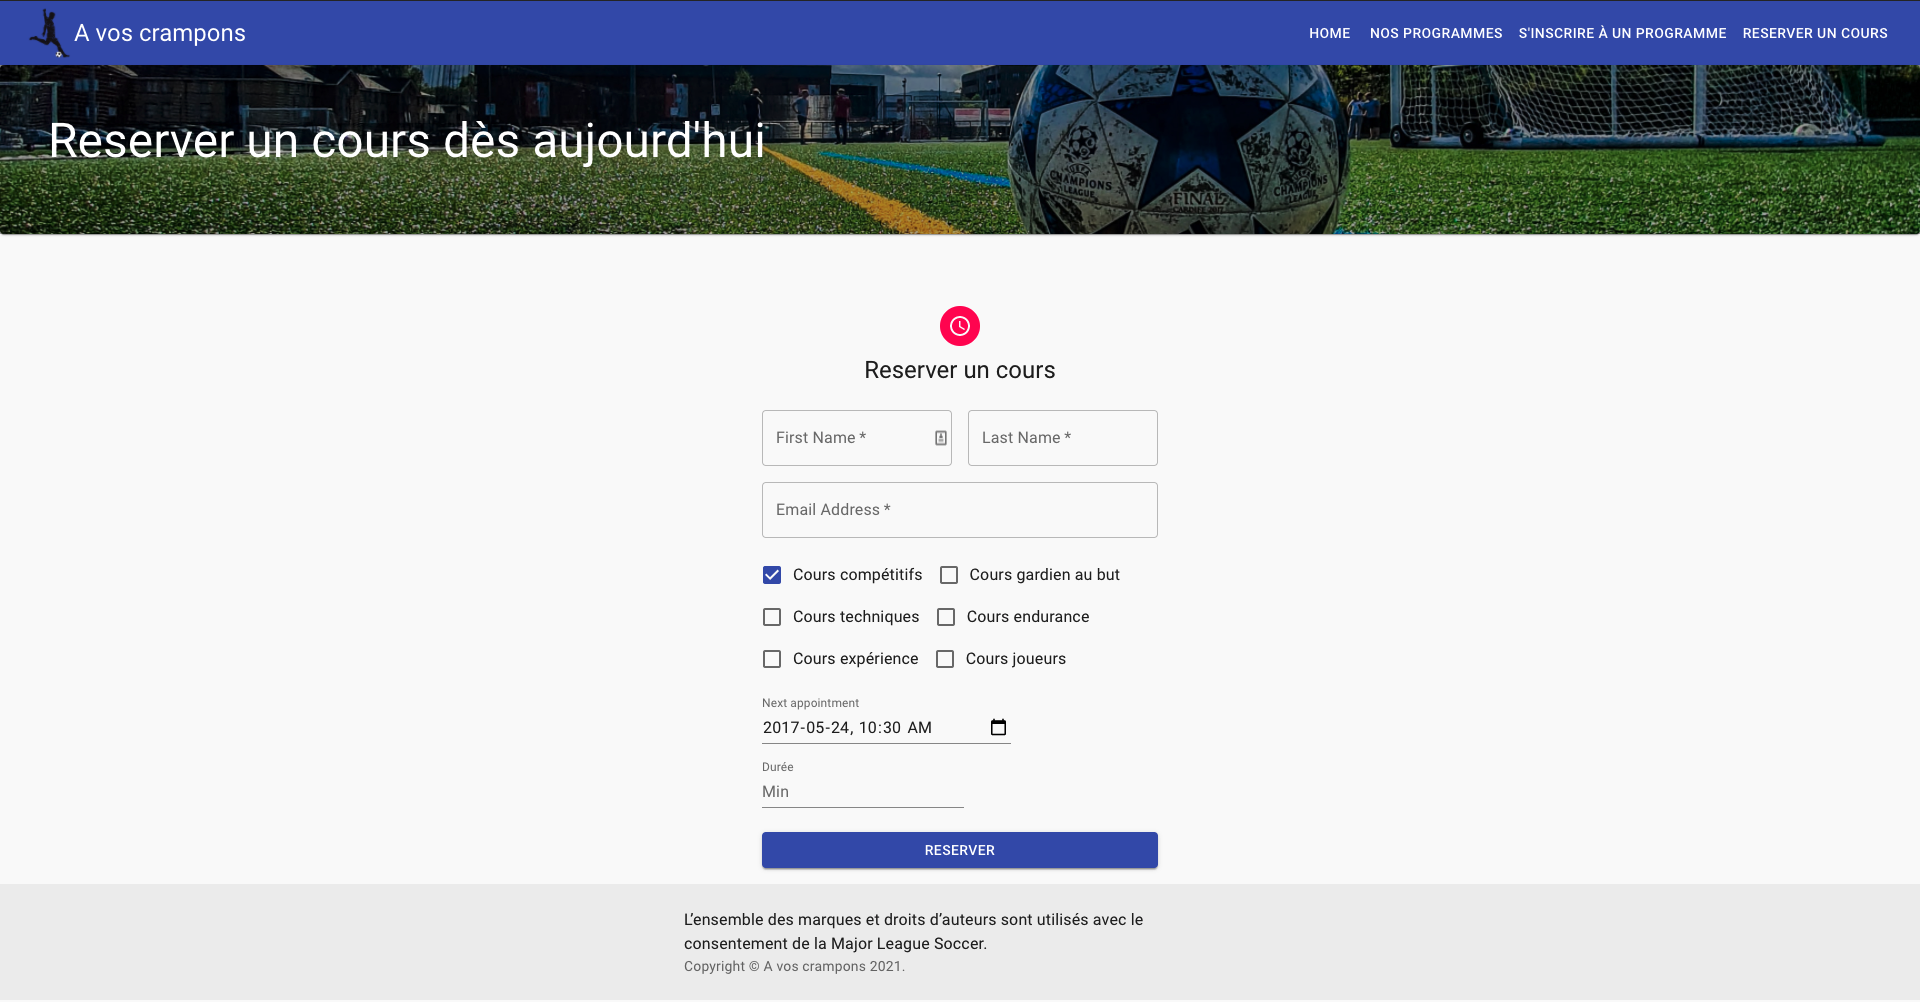 A vos crampons
HOME NOS PROGRAMMES S'INSCRIRE À UN PROGRAMME RESERVER UN COURS
Reserver un cours dès aujourd'hui
UEFA
CHAMPIONS
LEAGUE
FINAL
CARDIFF 2017
CHAMPIONS
LEAGUE
Reserver un cours
First Name *
Last Name *
Email Address *
Cours compétitifs
Cours gardien au but
Cours techniques
Cours endurance
Cours expérience
Cours joueurs
Next appointment
2017-05-24, 10:30 AM
Durée
Min
RESERVER
L’ensemble des marques et droits d’auteurs sont utilisés avec le
consentement de la Major League Soccer.
Copyright © A vos crampons 2021.